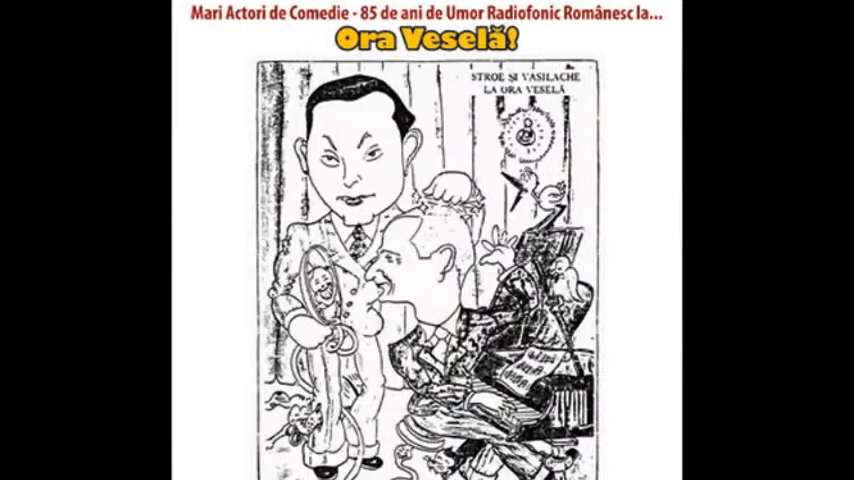 Mari Actori de Comedie - 85 de ani de Umor Radiofonic Românesc la...
Ora Veselă!
STROE ȘI VASILACHE
LA ORA VESELĂ